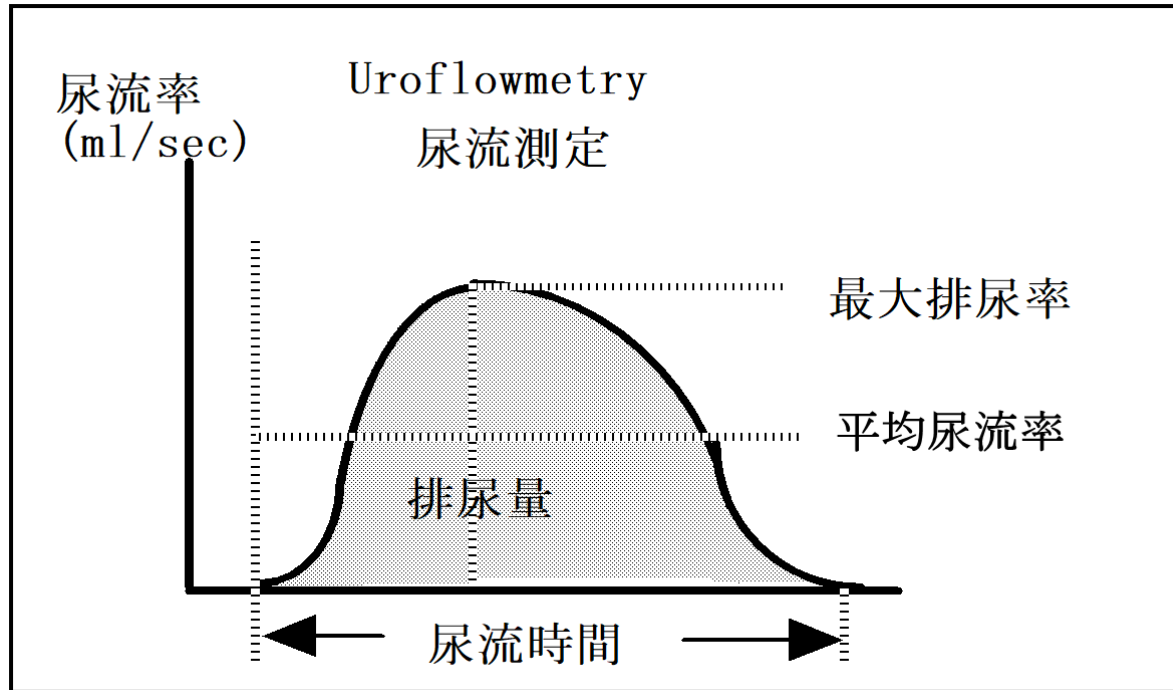 尿流率
(ml/sec)
Uroflowmetry
尿流測定
最大排尿率
平均尿流率
排尿量
尿流時間